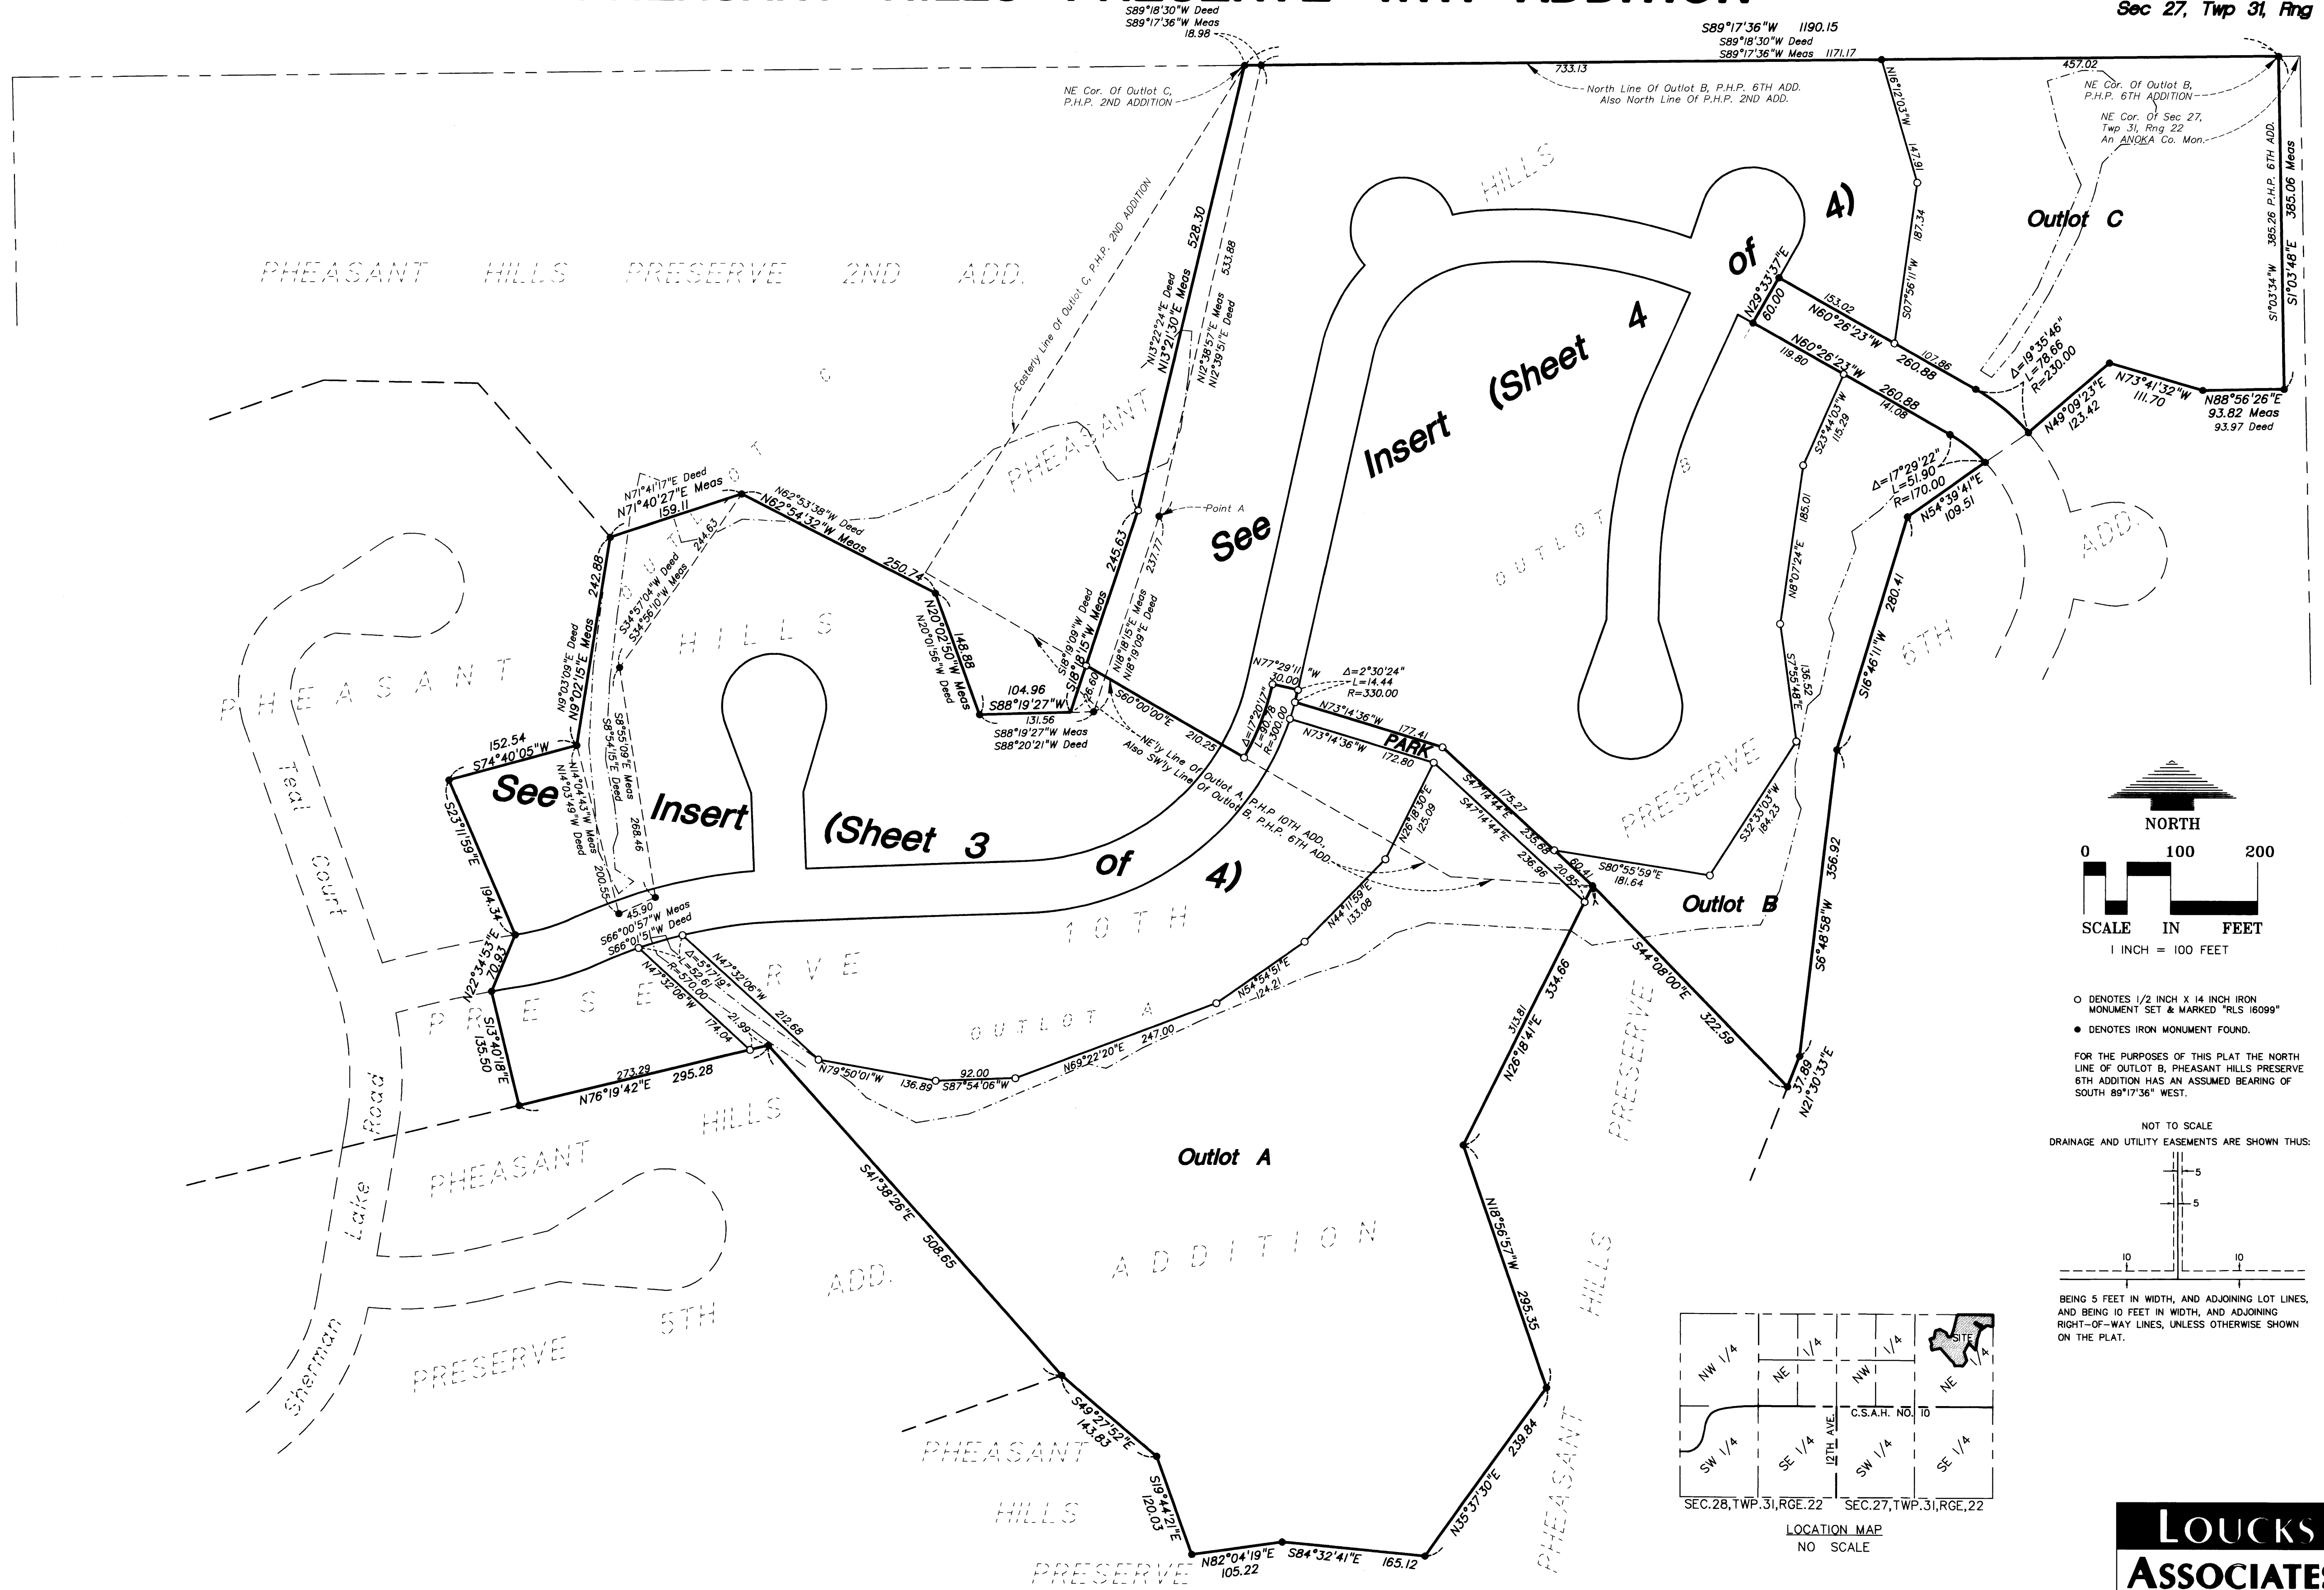 S89°18'30"W Deed
S89°17'36"W Meas
18.98
Sec 27, Twp 31, Rng
S89°17'36"W 1190.15
S89°18'30"W Deed
S89°17'36"W Meas 1171.17
733.13
457.02
NE Cor. Of Outlot C,
P.H.P. 2ND ADDITION
North Line Of Outlot B, P.H.P. 6TH ADD.
Also North Line Of P.H.P. 2ND ADD.
NE Cor. Of Outlot B,
P.H.P. 6TH ADDITION
NE Cor. Of Sec 27,
Twp 31, Rng 22
An ANOKA Co. Mon.
N16°12'03"W
147.91
187.34
S07°56'11"W
Outlot C
S1°03'34"W 385.26 P.H.P. 6TH ADD.
S1°03'48"E 385.06 Meas
PHEASANT HILLS PRESERVE 2ND ADD.
Easterly Line Of Outlot C, P.H.P. 2ND ADDITION
528.30
N13°22'24"E Deed
N13°21'30"E Meas
533.88
N12°38'57"E Meas
N12°39'51"E Deed
HILLS
PHEASANT
See Insert (Sheet 4 of 4)
N29°33'37"E
60.00
153.02
N60°26'23"W
107.86
260.88
N60°26'23"W
119.80
260.88
141.08
Δ=19°35'46"
L=78.66
R=230.00
N49°09'23"E
123.42
N73°41'32"W
111.70
N88°56'26"E
93.82 Meas
93.97 Deed
Δ=17°29'22"
L=51.90
R=170.00
N54°39'41"E
109.51
S23°44'03"W
115.29
185.01
N8°07'24"E
136.52
S7°55'48"E
280.41
S16°46'11"W
6TH
ADD.
OUTLOT B
PRESERVE
Point A
245.63
237.77
S18°19'09"W Deed
S18°18'15"W Meas
N18°18'15"E Meas
N18°19'09"E Deed
26.60
N71°41'17"E Deed
N71°40'27"E Meas
159.11
N62°53'38"W Deed
N62°54'32"W Meas
250.74
OUTLOT C
244.63
S34°57'04"W Deed
S34°56'10"W Meas
242.88
N9°03'09"E Deed
N9°02'15"E Meas
148.88
N20°02'50"W Meas
N20°01'56"W Deed
104.96
S88°19'27"W
131.56
S88°19'27"W Meas
S88°20'21"W Deed
S60°00'00"E
210.25
N77°29'11"W
30.00
Δ=2°30'24"
L=14.44
R=330.00
Δ=17°20'17"
L=90.78
R=300.00
N73°14'36"W
177.41
PARK
N73°14'36"W
172.80
NE'ly Line Of Outlot A, P.H.P 10TH ADD.,
Also SW'ly Line Of Outlot B, P.H.P. 6TH ADD.
S47°14'44"E
175.27
235.68
60.41
S47°14'44"E
236.96
20.85
S80°55'59"E
181.64
S32°33'03"W
184.23
Outlot B
N26°18'30"E
125.09
N44°11'59"E
133.08
PHEASANT
HILLS
PRESERVE
10TH
ADDITION
152.54
S74°40'05"W
S8°55'09"E Meas
S8°54'15"E Deed
268.46
N14°04'43"W Meas
N14°03'49"W Deed
200.55
45.90
S66°00'57"W Meas
S66°01'51"W Deed
See Insert (Sheet 3 of 4)
S23°11'59"E
194.34
N22°34'53"E
70.93
S13°40'18"E
135.50
Teal Court
Sherman Lake Road
Δ=5°17'19"
L=52.61
R=570.00
N47°32'06"W
174.04
N47°32'06"W
212.68
21.99
273.29
N76°19'42"E 295.28
N79°50'01"W
136.89
92.00
S87°54'06"W
N69°22'20"E
247.00
N54°54'51"E
124.21
OUTLOT A
334.66
313.81
N26°18'41"E
S44°08'00"E
322.59
356.92
S6°48'58"W
37.89
N21°30'33"E
Outlot A
S41°38'26"E
508.65
N18°56'57"W
295.35
PHEASANT
HILLS
PRESERVE
5TH
ADD.
PRESERVE
HILLS
PHEASANT
S49°27'52"E
143.83
S19°44'21"E
120.03
N82°04'19"E
105.22
S84°32'41"E 165.12
N35°37'30"E
239.84
PHEASANT
HILLS
PRESERVE
NORTH
0 100 200
SCALE IN FEET
1 INCH = 100 FEET
O DENOTES 1/2 INCH X 14 INCH IRON
MONUMENT SET & MARKED "RLS 16099"
● DENOTES IRON MONUMENT FOUND.
FOR THE PURPOSES OF THIS PLAT THE NORTH
LINE OF OUTLOT B, PHEASANT HILLS PRESERVE
6TH ADDITION HAS AN ASSUMED BEARING OF
SOUTH 89°17'36" WEST.
NOT TO SCALE
DRAINAGE AND UTILITY EASEMENTS ARE SHOWN THUS:
5
5
10
10
BEING 5 FEET IN WIDTH, AND ADJOINING LOT LINES,
AND BEING 10 FEET IN WIDTH, AND ADJOINING
RIGHT-OF-WAY LINES, UNLESS OTHERWISE SHOWN
ON THE PLAT.
NW 1/4
NE 1/4
NW 1/4
SITE
NE 1/4
C.S.A.H. NO. 10
12TH AVE.
SW 1/4
SE 1/4
SW 1/4
SE 1/4
SEC.28,TWP.31,RGE.22
SEC.27,TWP.31,RGE,22
LOCATION MAP
NO SCALE
LOUCKS
ASSOCIATE